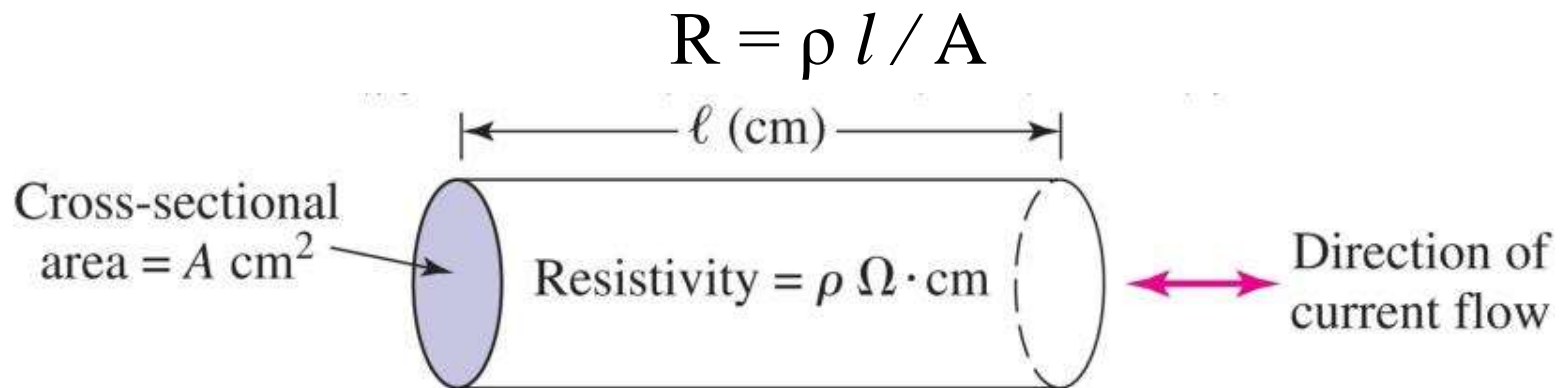 R = ρ l / A
ℓ (cm)
Cross-sectional
area = A cm²
Resistivity = ρ Ω·cm
Direction of
current flow